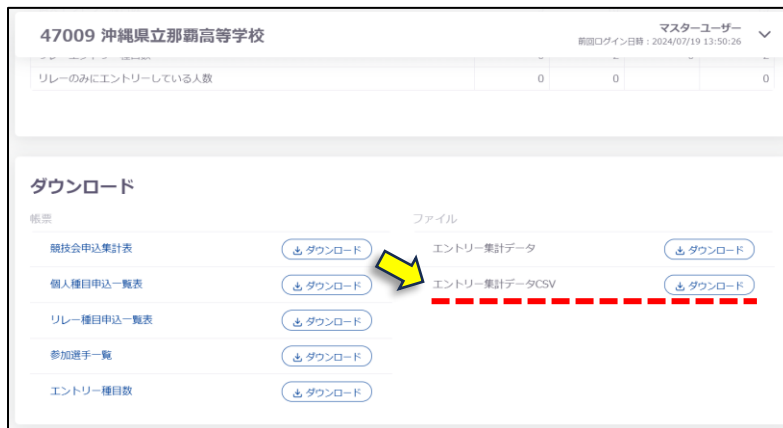 47009 沖縄県立那覇高等学校
マスターユーザー
前回ログイン日時：2024/07/19 13:50:26
リレーのみにエントリーしている人数 0 0 0
ダウンロード
帳票
ファイル
競技会申込集計表 ダウンロード
エントリー集計データ ダウンロード
個人種目申込一覧表 ダウンロード
エントリー集計データCSV ダウンロード
リレー種目申込一覧表 ダウンロード
参加選手一覧 ダウンロード
エントリー種目数 ダウンロード